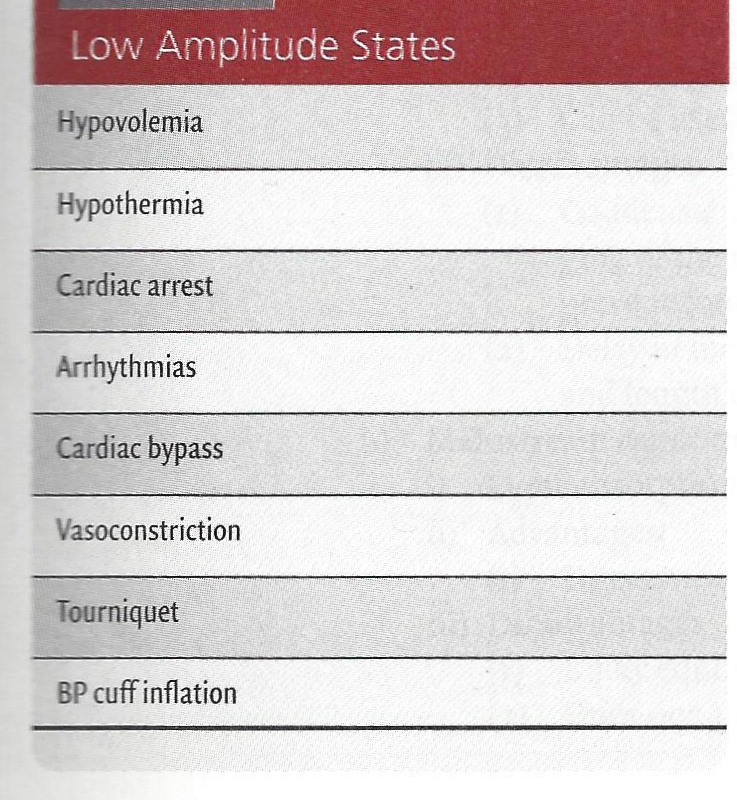 Low Amplitude States
Hypovolemia
Hypothermia
Cardiac arrest
Arrhythmias
Cardiac bypass
Vasoconstriction
Tourniquet
BP cuff inflation